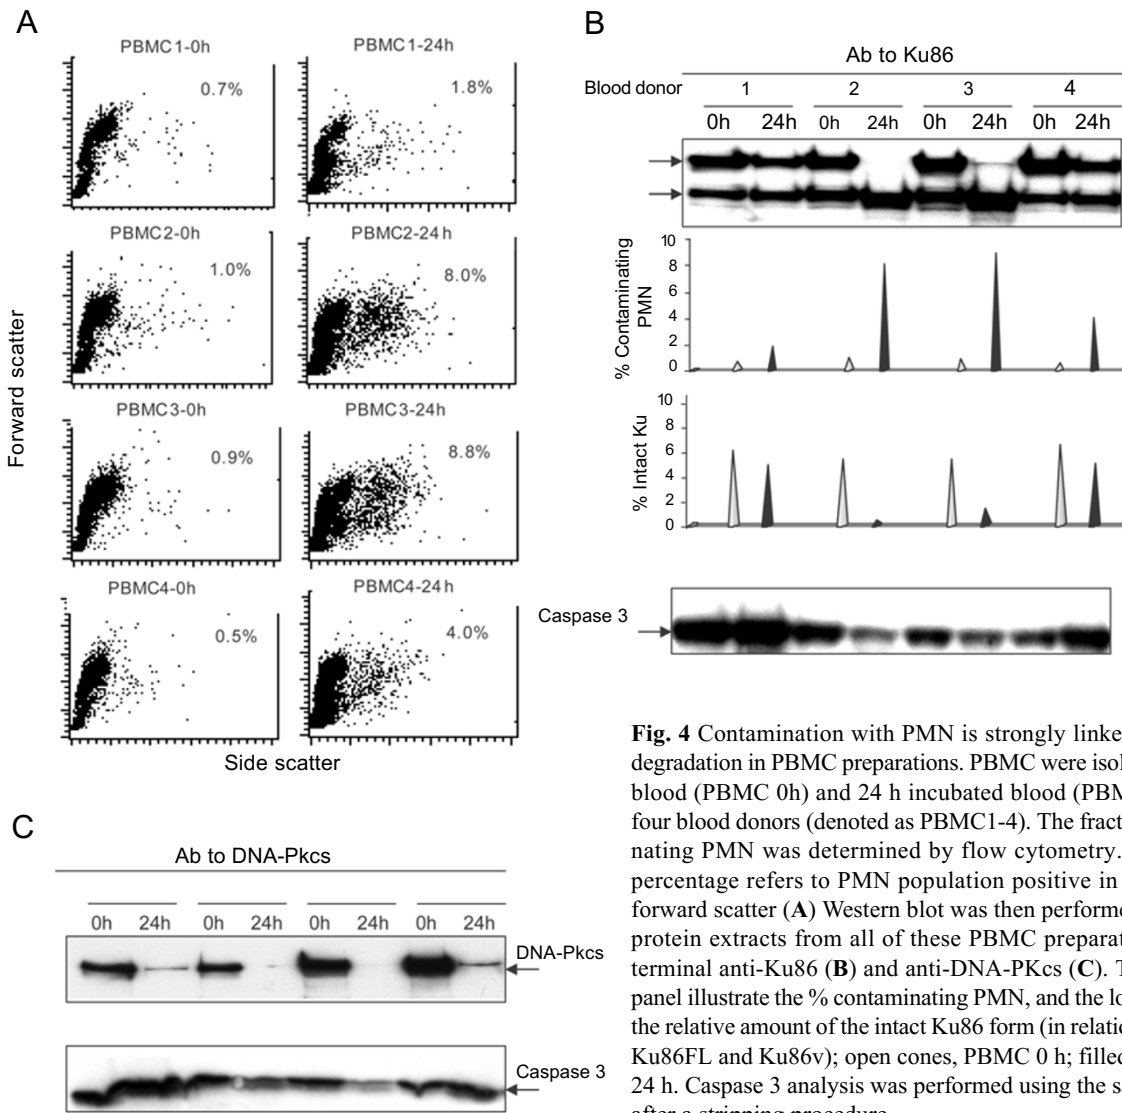 A
PBMC1-0h
0.7%
PBMC1-24h
1.8%
PBMC2-0h
1.0%
PBMC2-24h
8.0%
PBMC3-0h
0.9%
PBMC3-24h
8.8%
PBMC4-0h
0.5%
PBMC4-24h
4.0%
Forward scatter
Side scatter
B
Ab to Ku86
Blood donor 1 2 3 4
0h 24h 0h 24h 0h 24h 0h 24h
% Contaminating
PMN
10
8
6
4
2
0
% Intact Ku
10
8
6
4
2
0
Caspase 3
C
Ab to DNA-Pkcs
0h 24h 0h 24h 0h 24h 0h 24h
DNA-Pkcs
Caspase 3
Fig. 4 Contamination with PMN is strongly linke
degradation in PBMC preparations. PBMC were isol
blood (PBMC 0h) and 24 h incubated blood (PBM
four blood donors (denoted as PBMC1-4). The fract
nating PMN was determined by flow cytometry.
percentage refers to PMN population positive in
forward scatter (A) Western blot was then performe
protein extracts from all of these PBMC preparat
terminal anti-Ku86 (B) and anti-DNA-PKcs (C). T
panel illustrate the % contaminating PMN, and the lo
the relative amount of the intact Ku86 form (in relatio
Ku86FL and Ku86v); open cones, PBMC 0 h; filled
24 h. Caspase 3 analysis was performed using the sa
after a stripping procedure